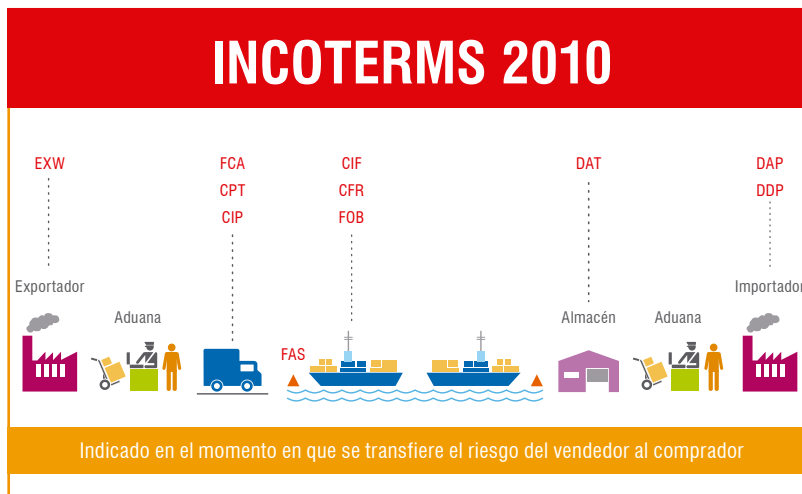 INCOTERMS 2010
EXW
FCA
CPT
CIP
CIF
CFR
FOB
DAT
DAP
DDP
Exportador
Aduana
FAS
Almacén
Aduana
Importador
Indicado en el momento en que se transfiere el riesgo del vendedor al comprador